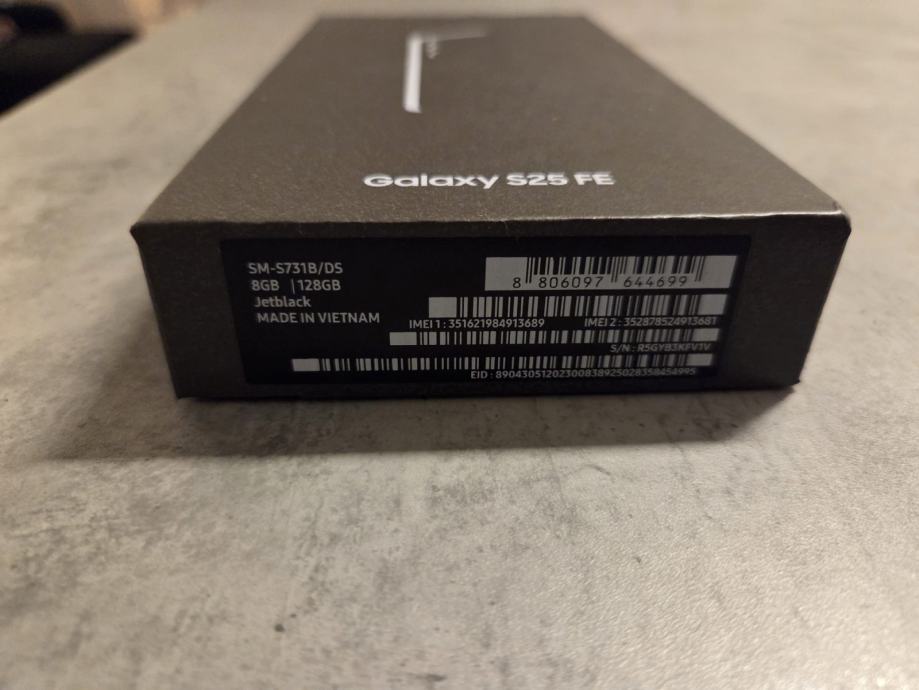 Galaxy S25 FE
SM-S731B/DS
8GB | 128GB
Jetblack
MADE IN VIETNAM
8 806097 644699
IMEI 1 : 351621984913689 IMEI 2 : 352878524913681
S/N : R5GYB3KFV1V
EID : 89043051202300838925028358454995